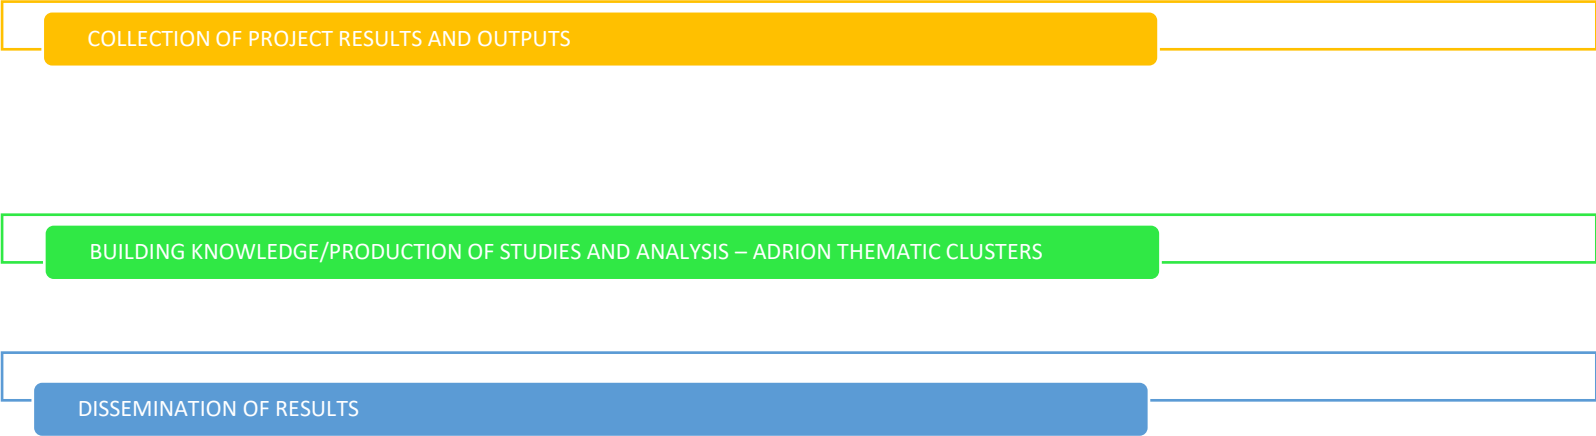 COLLECTION OF PROJECT RESULTS AND OUTPUTS
BUILDING KNOWLEDGE/PRODUCTION OF STUDIES AND ANALYSIS – ADRION THEMATIC CLUSTERS
DISSEMINATION OF RESULTS